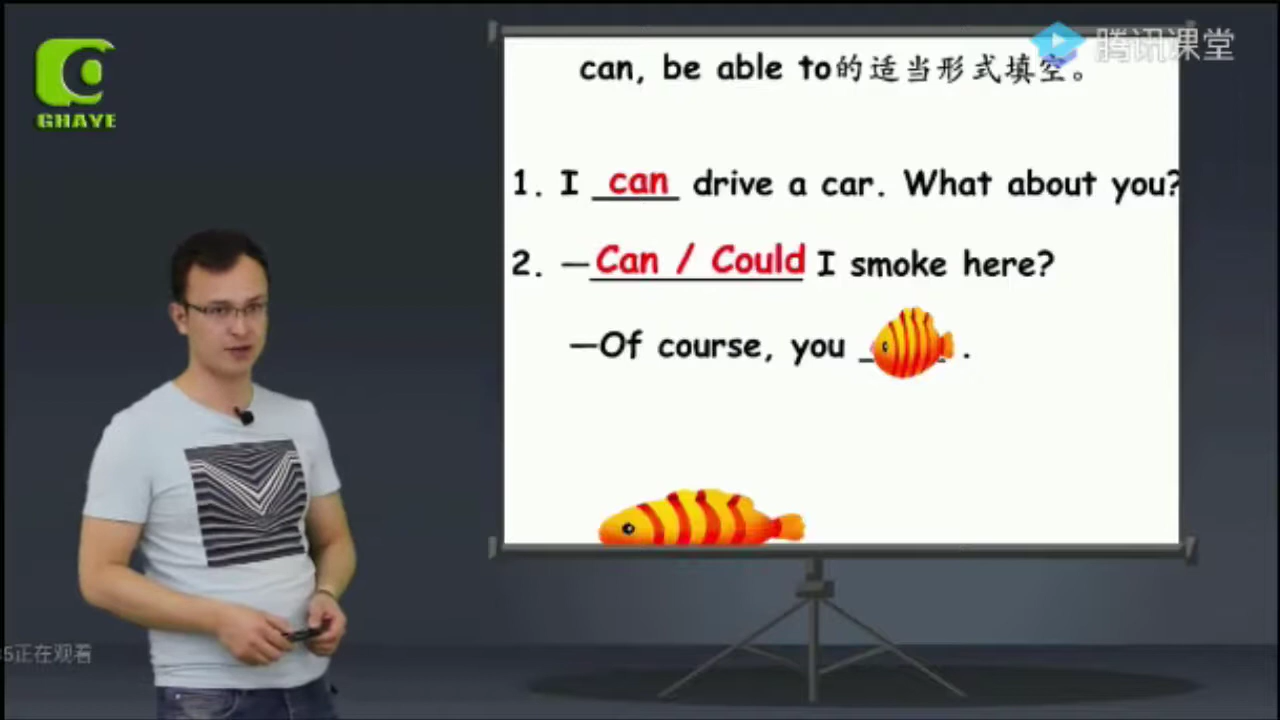 GHAYE
腾讯课堂
can, be able to的适当形式填空。
1. I can drive a car. What about you?
2. —Can / Could I smoke here?
—Of course, you _ _ .
5正在观看